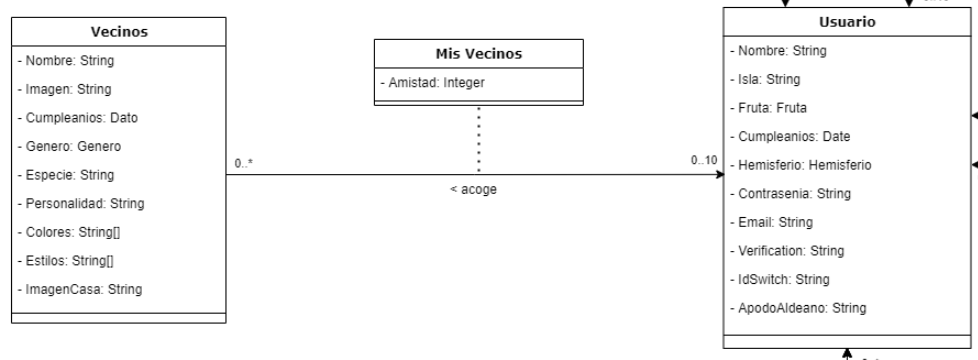 Vecinos
- Nombre: String
- Imagen: String
- Cumpleanios: Dato
- Genero: Genero
- Especie: String
- Personalidad: String
- Colores: String[]
- Estilos: String[]
- ImagenCasa: String
0..*
Mis Vecinos
- Amistad: Integer
< acoge
0..10
Usuario
- Nombre: String
- Isla: String
- Fruta: Fruta
- Cumpleanios: Date
- Hemisferio: Hemisferio
- Contrasenia: String
- Email: String
- Verification: String
- IdSwitch: String
- ApodoAldeano: String